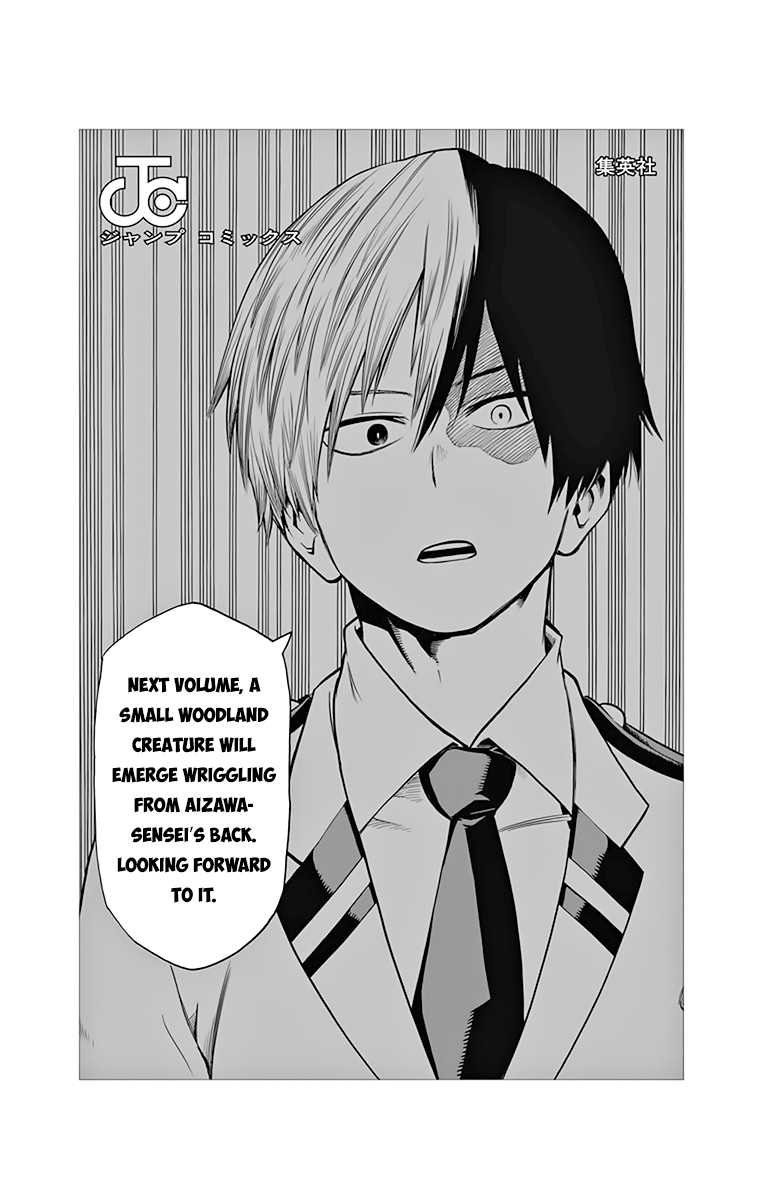 JC
ジャンプ コミックス
集英社
NEXT VOLUME, A
SMALL WOODLAND
CREATURE WILL
EMERGE WRIGGLING
FROM AIZAWA-
SENSEI'S BACK.
LOOKING FORWARD
TO IT.